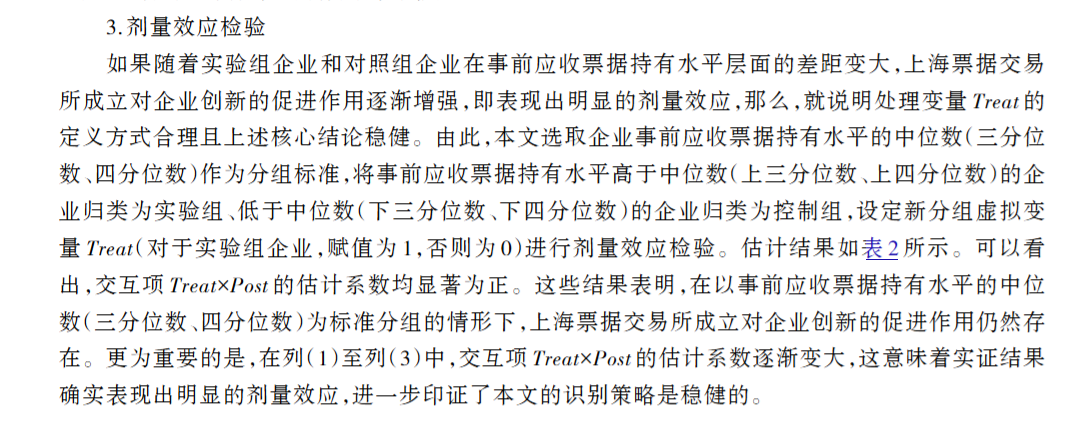 3.剂量效应检验
如果随着实验组企业和对照组企业在事前应收票据持有水平层面的差距变大,上海票据交易
所成立对企业创新的促进作用逐渐增强,即表现出明显的剂量效应,那么,就说明处理变量 Treat 的
定义方式合理且上述核心结论稳健。由此,本文选取企业事前应收票据持有水平的中位数(三分位
数、四分位数)作为分组标准,将事前应收票据持有水平高于中位数(上三分位数、上四分位数)的企
业归类为实验组、低于中位数(下三分位数、下四分位数)的企业归类为控制组,设定新分组虚拟变
量 Treat(对于实验组企业,赋值为 1,否则为 0)进行剂量效应检验。估计结果如表 2 所示。可以看
出,交互项 Treat×Post 的估计系数均显著为正。这些结果表明,在以事前应收票据持有水平的中位
数(三分位数、四分位数)为标准分组的情形下,上海票据交易所成立对企业创新的促进作用仍然存
在。更为重要的是,在列(1)至列(3)中,交互项 Treat×Post 的估计系数逐渐变大,这意味着实证结果
确实表现出明显的剂量效应,进一步印证了本文的识别策略是稳健的。